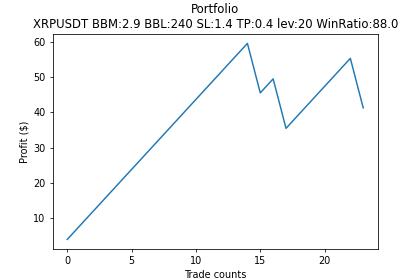 Portfolio
XRPUSDT BBM:2.9 BBL:240 SL:1.4 TP:0.4 lev:20 WinRatio:88.0
60
50
40
30
20
10
Profit ($)
0 5 10 15 20
Trade counts